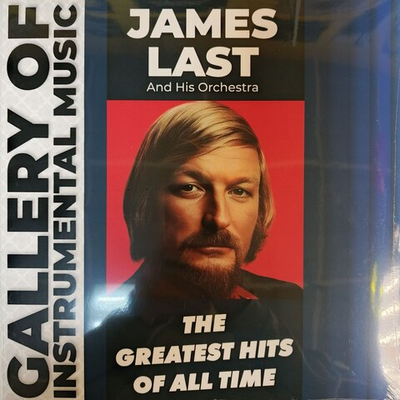 GALLERY OF
INSTRUMENTAL MUSIC
JAMES
LAST
And His Orchestra
THE
GREATEST HITS
OF ALL TIME